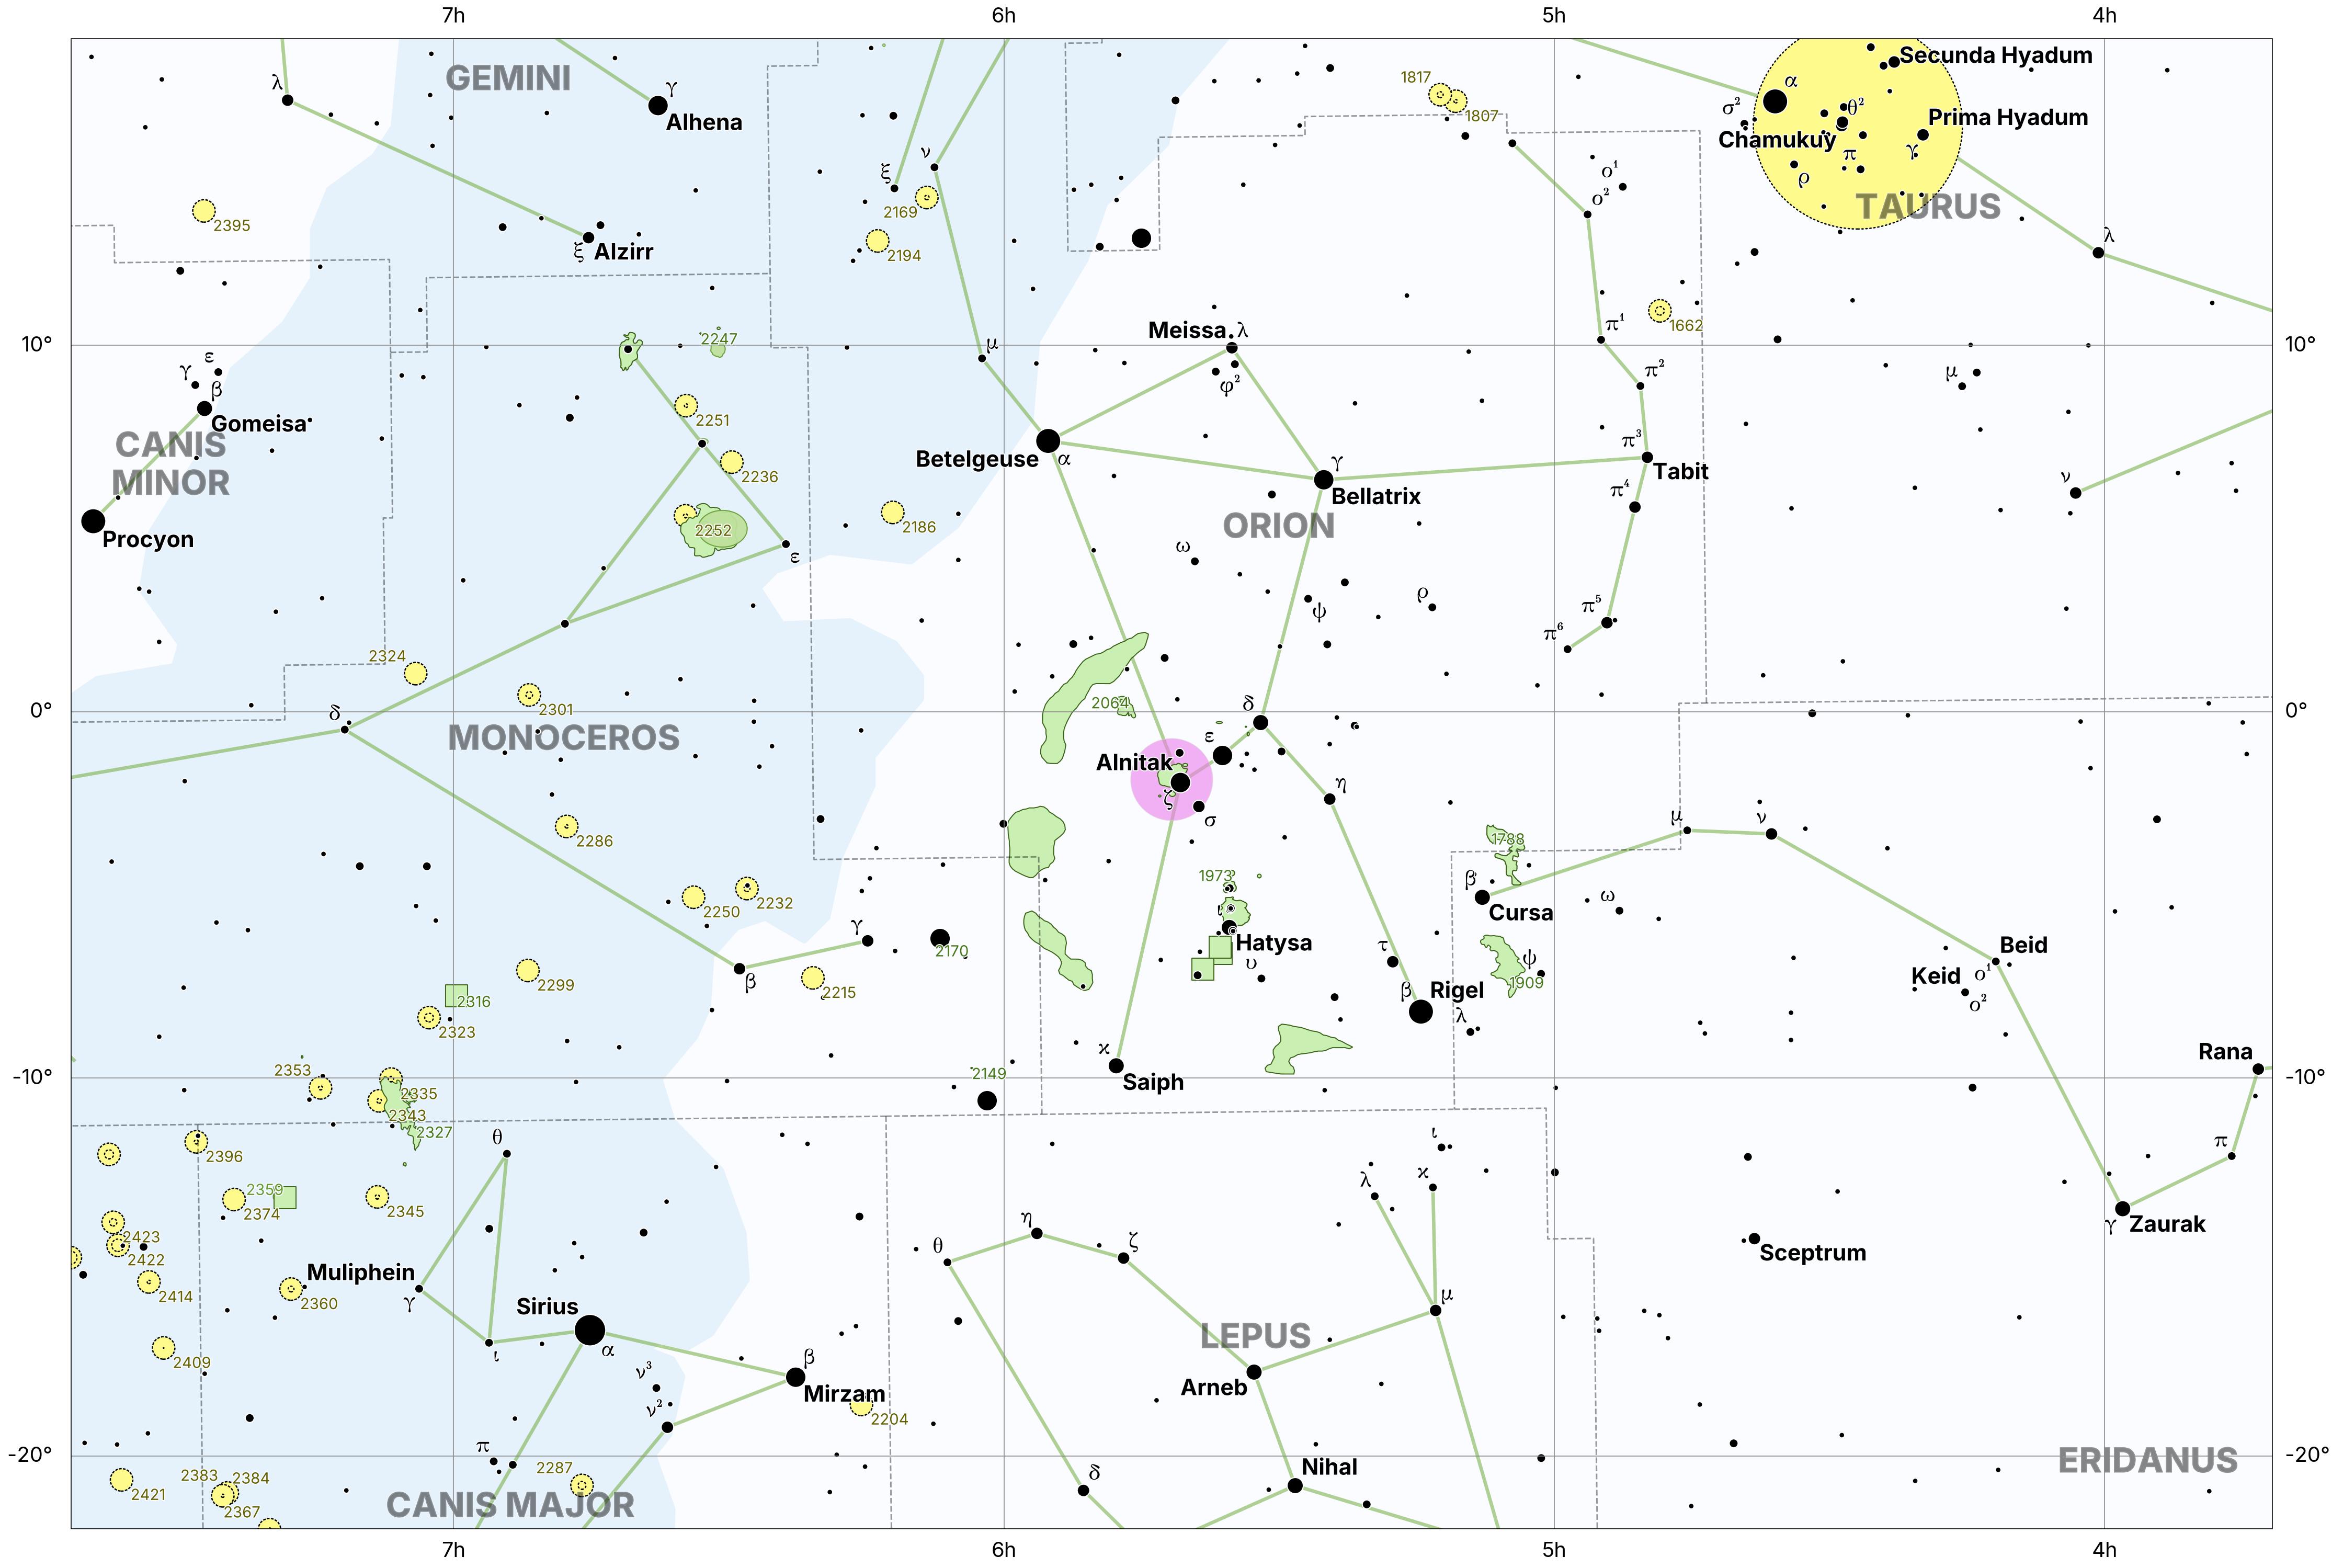 7h
6h
5h
4h
Secunda Hyadum
GEMINI
1817
λ
γ
α
Alhena
σ²
θ²
1807
Prima Hyadum
Chamukuy
ν
π
γ
ξ
ο¹
ρ
ο²
2169
TAURUS
2395
λ
ξ
Alzirr
2194
π¹
1662
Meissa
λ
10°
2247
μ
10°
ε
γ
β
φ²
π²
μ
Gomeisa
2251
CANIS
MINOR
π³
Betelgeuse
α
γ
Tabit
ν
2236
Bellatrix
π⁴
2252
2186
ORION
Procyon
ω
ε
ρ
π⁵
ψ
π⁶
2324
2064
δ
0°
0°
δ
2301
MONOCEROS
ε
Alnitak
η
ζ
σ
μ
ν
2286
1788
1973
β
2250
2232
ω
Cursa
γ
ι
Hatysa
τ
Beid
2170
υ
ψ
Keid
ο¹
β
2299
2215
β
Rigel
1909
ο²
2316
λ
2323
κ
Rana
2353
2149
Saiph
-10°
-10°
2335
2343
2327
θ
ι
π
2396
λ
κ
2359
2374
2345
η
γ
Zaurak
2423
θ
ζ
2422
Sceptrum
Muliphein
2414
2360
γ
Sirius
μ
α
LEPUS
ι
2409
β
ν³
Mirzam
Arneb
ν²
2204
π
-20°
ERIDANUS
-20°
2287
Nihal
δ
2383
2384
2421
2367
CANIS MAJOR
7h
6h
5h
4h